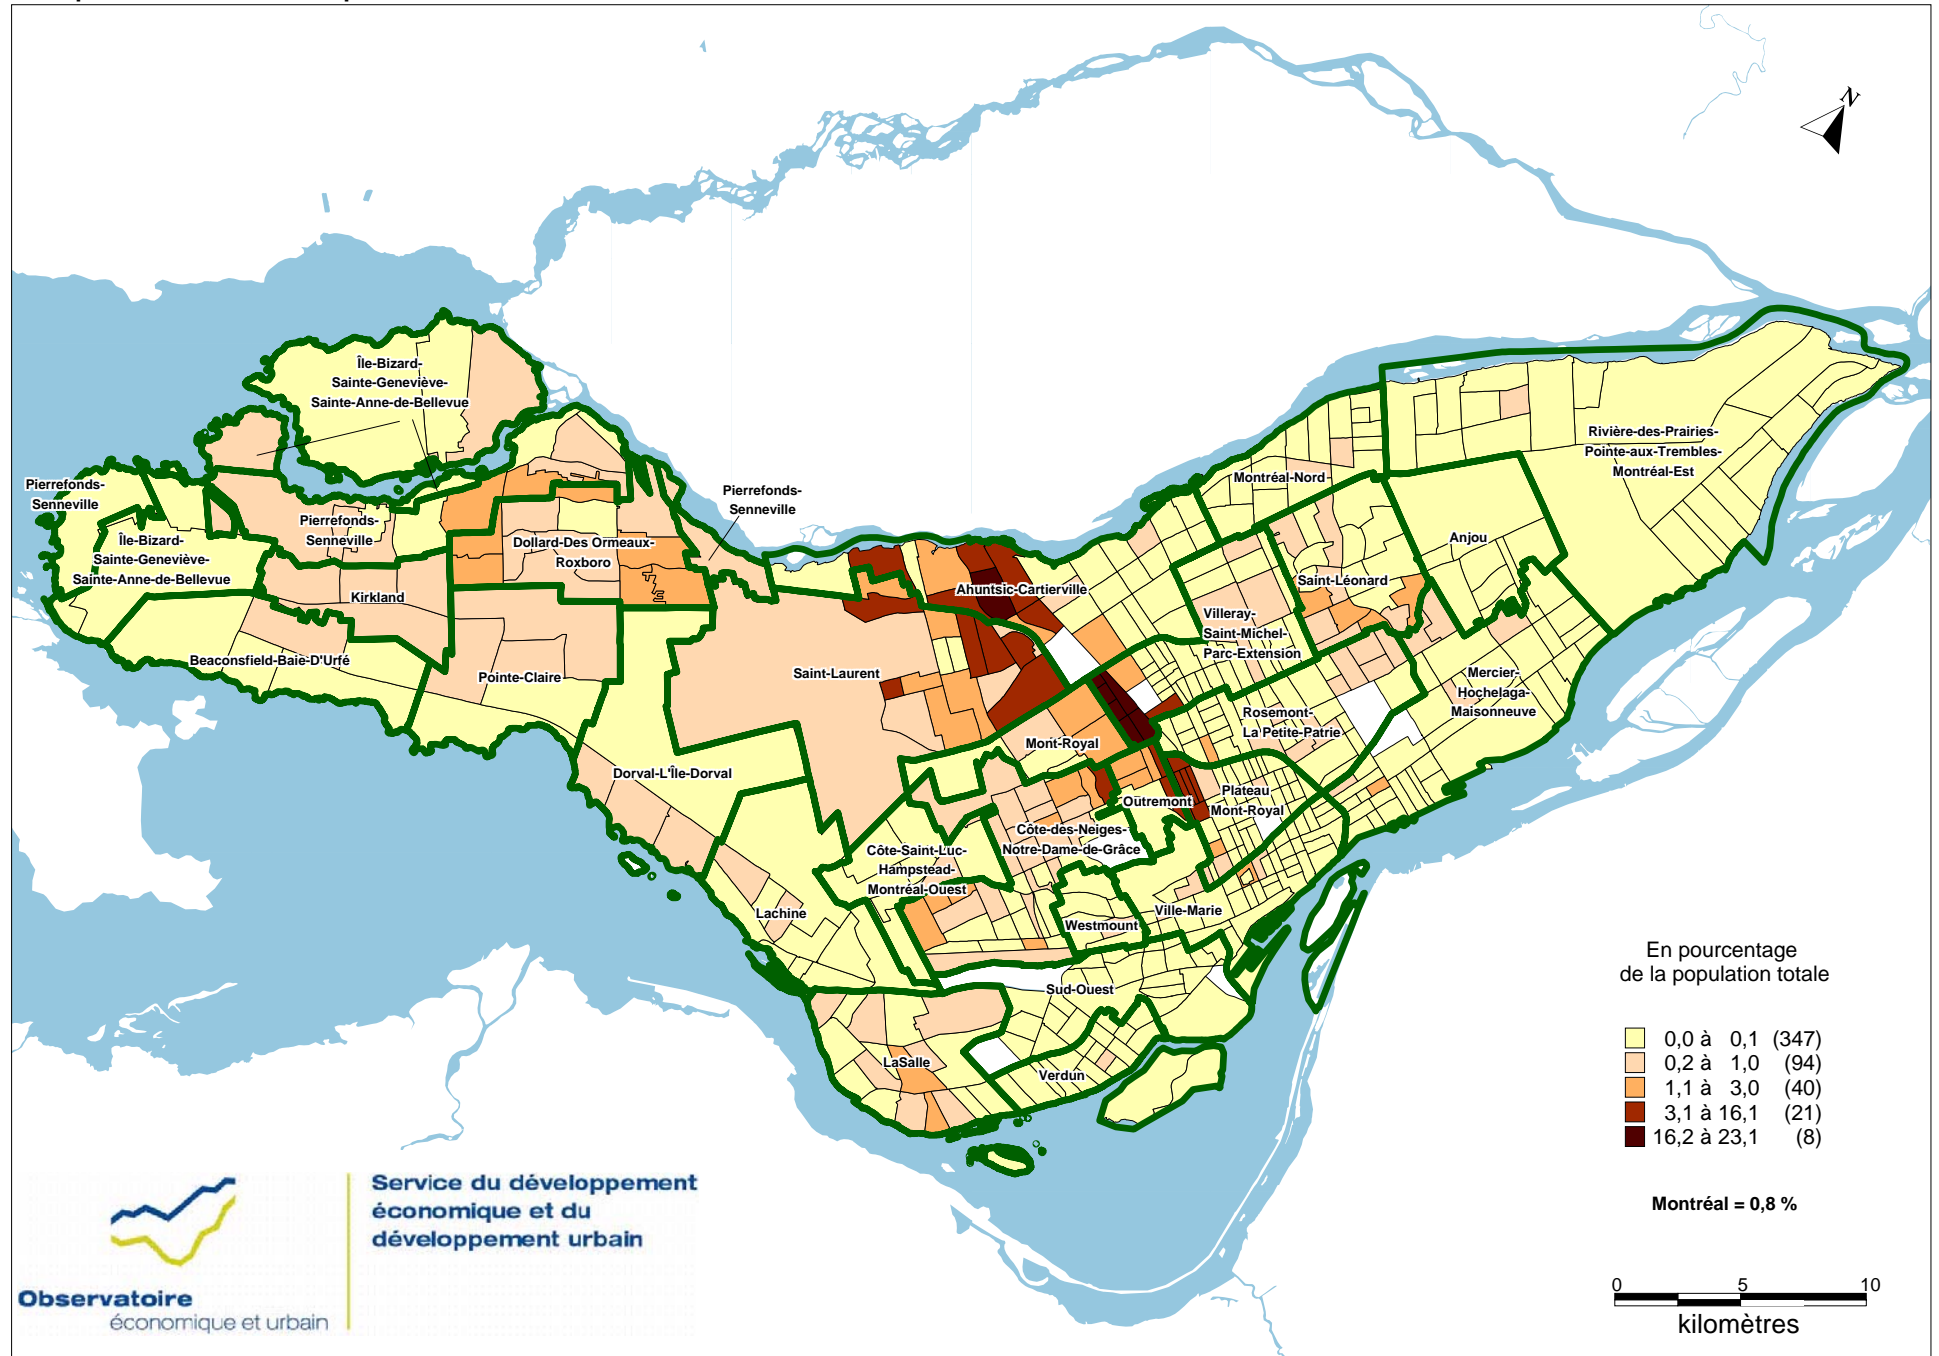 N
Île-Bizard-
Sainte-Geneviève-
Sainte-Anne-de-Bellevue
Pierrefonds-
Senneville
Pierrefonds-
Senneville
Île-Bizard-
Sainte-Geneviève-
Sainte-Anne-de-Bellevue
Pierrefonds-
Senneville
Dollard-Des Ormeaux-
Roxboro
Kirkland
Beaconsfield-Baie-D'Urfé
Pointe-Claire
Dorval-L'Île-Dorval
Saint-Laurent
Ahuntsic-Cartierville
Montréal-Nord
Rivière-des-Prairies-
Pointe-aux-Trembles-
Montréal-Est
Anjou
Saint-Léonard
Villeray-
Saint-Michel-
Parc-Extension
Mercier-
Hochelaga-
Maisonneuve
Rosemont-
La Petite-Patrie
Mont-Royal
Outremont
Plateau
Mont-Royal
Côte-des-Neiges-
Notre-Dame-de-Grâce
Côte-Saint-Luc-
Hampstead-
Montréal-Ouest
Lachine
Westmount
Ville-Marie
Sud-Ouest
LaSalle
Verdun
En pourcentage
de la population totale
0,0 à 0,1 (347)
0,2 à 1,0 (94)
1,1 à 3,0 (40)
3,1 à 16,1 (21)
16,2 à 23,1 (8)
Montréal = 0,8 %
0 5 10
kilomètres
Service du développement
économique et du
développement urbain
Observatoire
économique et urbain